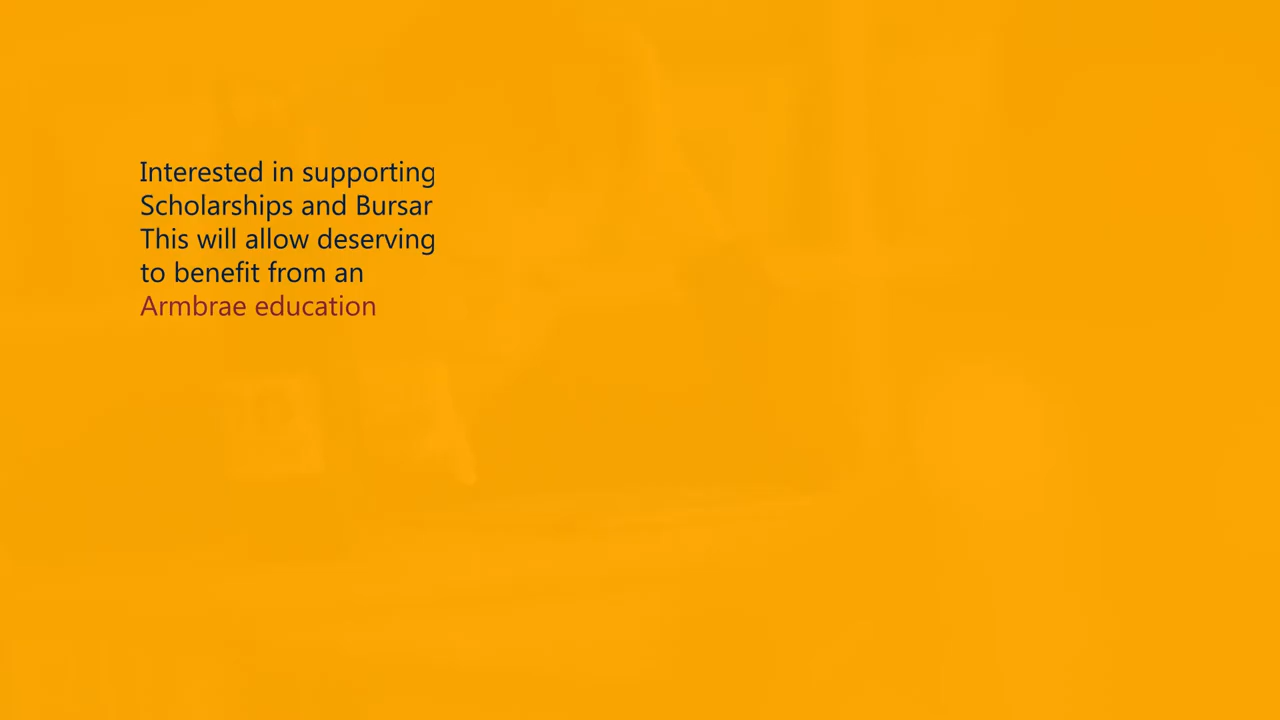 Interested in supporting
Scholarships and Bursar
This will allow deserving
to benefit from an
Armbrae education